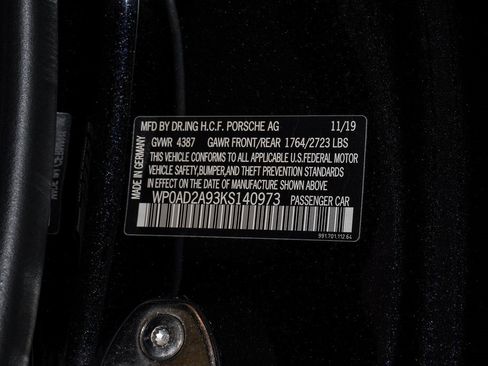 MFD BY DR.ING H.C.F. PORSCHE AG 11/19
GVWR 4387 GAWR FRONT/REAR 1764/2723 LBS
THIS VEHICLE CONFORMS TO ALL APPLICABLE U.S.FEDERAL MOTOR
VEHICLE SAFETY,BUMPER,AND THEFT PREVENTION STANDARDS
IN EFFECT ON THE DATE OF MANUFACTURE SHOWN ABOVE.
WP0AD2A93KS140973 PASSENGER CAR
991.701.112.64
MADE IN GERMANY